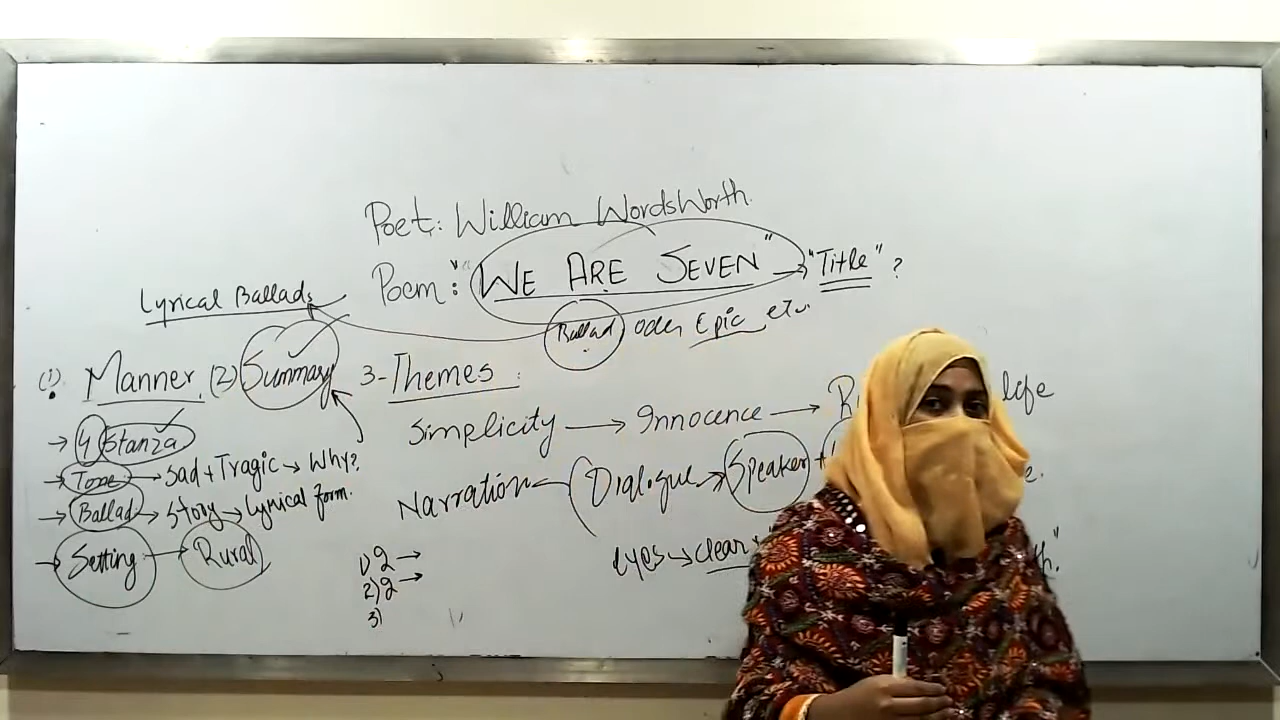 Poet: William WordsWorth.
Poem: "WE ARE SEVEN" → "Title" ?
Lyrical Ballads
Ballad odes Epic etc.
(1). Manner (2) Summary 3- Themes :
Simplicity → Innocence → R life
→ 4 Stanza
→ Tone → Sad + Tragic → Why?
Narration Dialogue → Speaker +
→ Ballad → Story → Lyrical form.
→ Setting → Rural
eyes → clear
1) 2 →
2) 2 →
3)